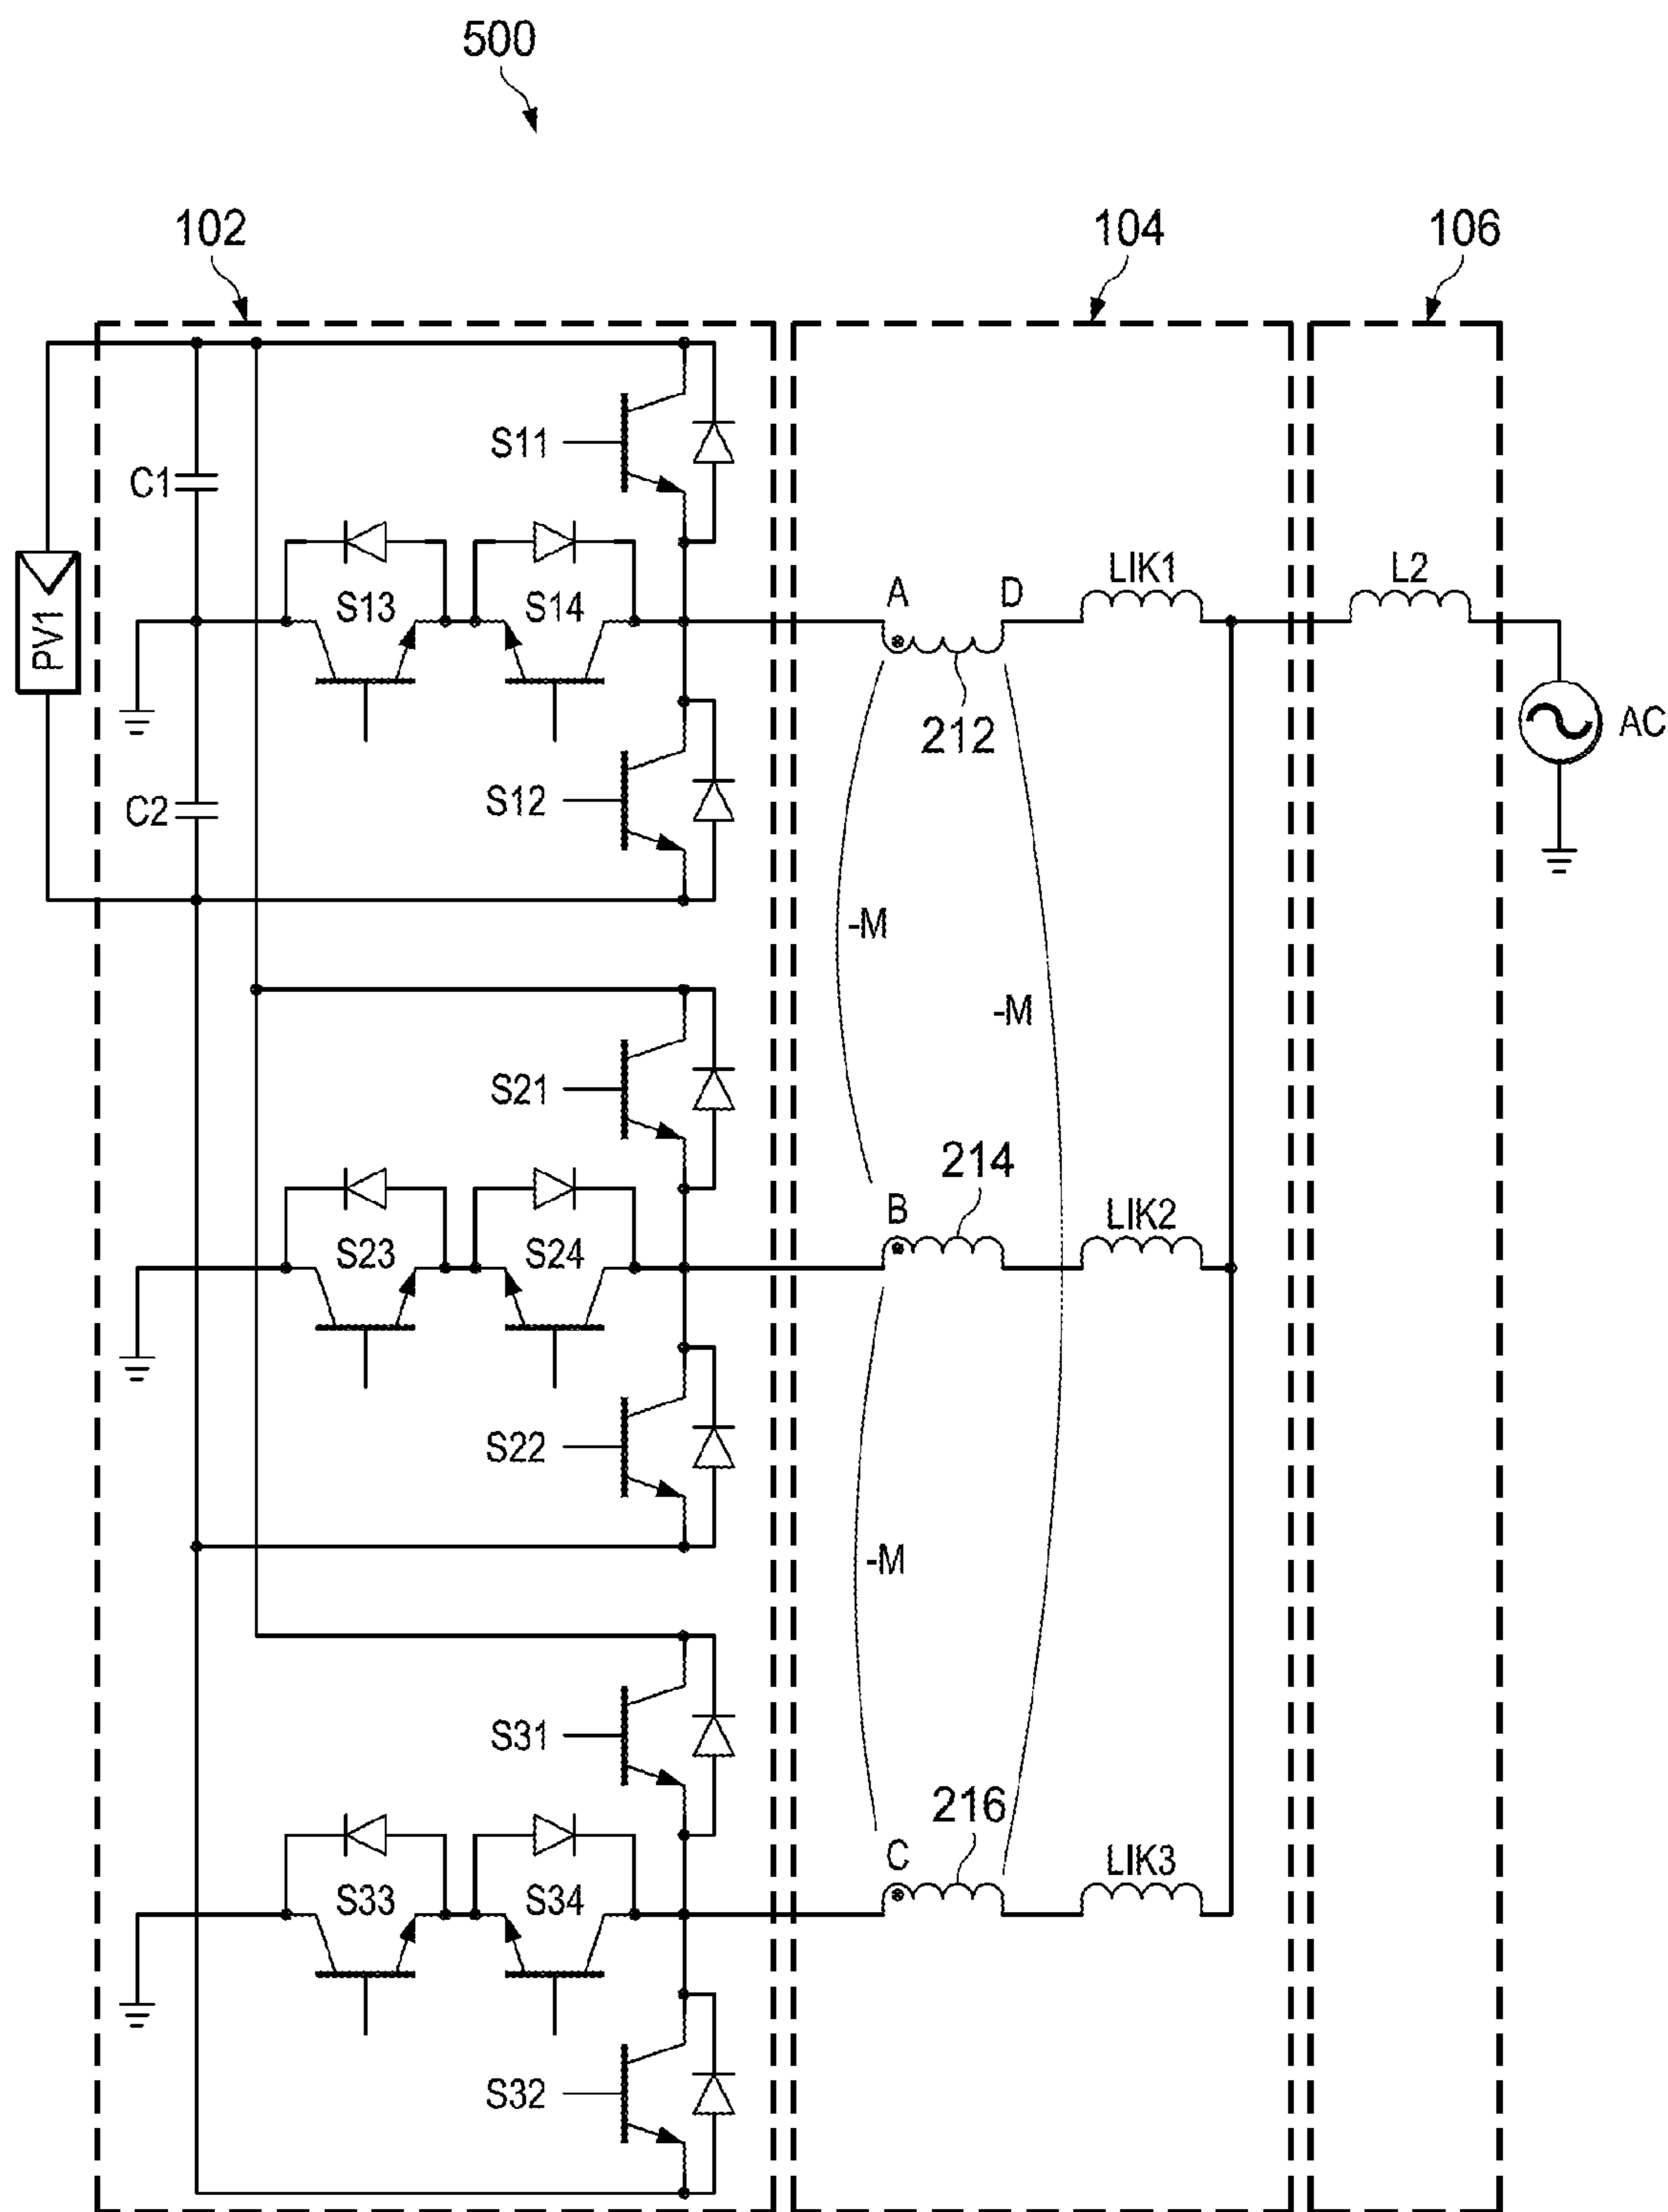 500
102
104
106
S11
C1
S13
S14
A
D
LIK1
L2
PV1
212
AC
C2
S12
-M
-M
S21
214
B
LIK2
S23
S24
S22
-M
S31
216
C
LIK3
S33
S34
S32